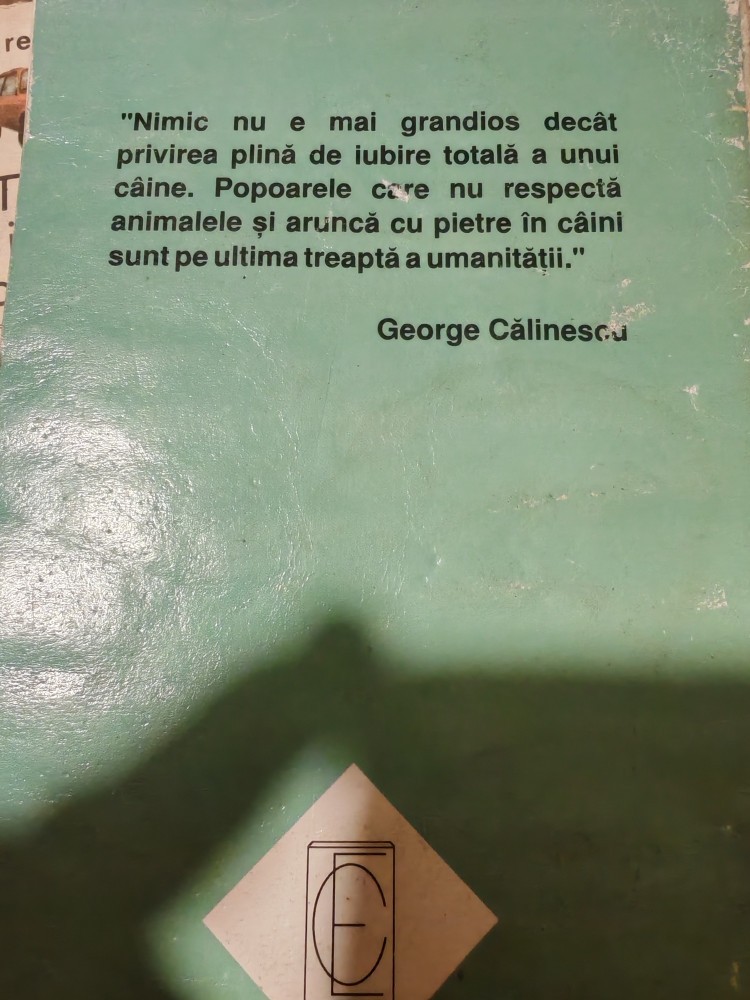 re
"Nimic nu e mai grandios decât
privirea plină de iubire totală a unui
câine. Popoarele care nu respectă
animalele și aruncă cu pietre în câini
sunt pe ultima treaptă a umanității."
George Călinescu